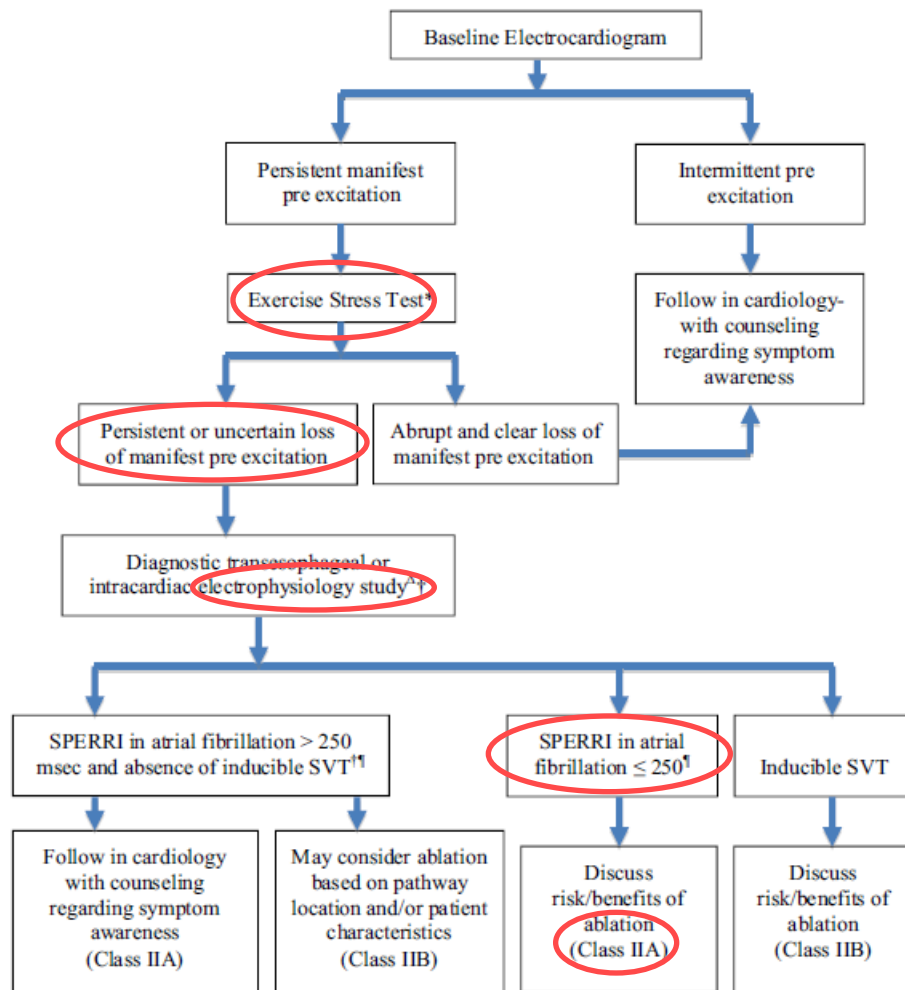 Baseline Electrocardiogram
Persistent manifest
pre excitation
Intermittent pre
excitation
Exercise Stress Test*
Follow in cardiology-
with counseling
regarding symptom
awareness
Persistent or uncertain loss
of manifest pre excitation
Abrupt and clear loss of
manifest pre excitation
Diagnostic transesophageal or
intracardiac electrophysiology study^†
SPERRI in atrial fibrillation > 250
msec and absence of inducible SVT†¶
SPERRI in atrial
fibrillation ≤ 250¶
Inducible SVT
Follow in cardiology
with counseling
regarding symptom
awareness
(Class IIA)
May consider ablation
based on pathway
location and/or patient
characteristics
(Class IIB)
Discuss
risk/benefits of
ablation
(Class IIA)
Discuss
risk/benefits of
ablation
(Class IIB)